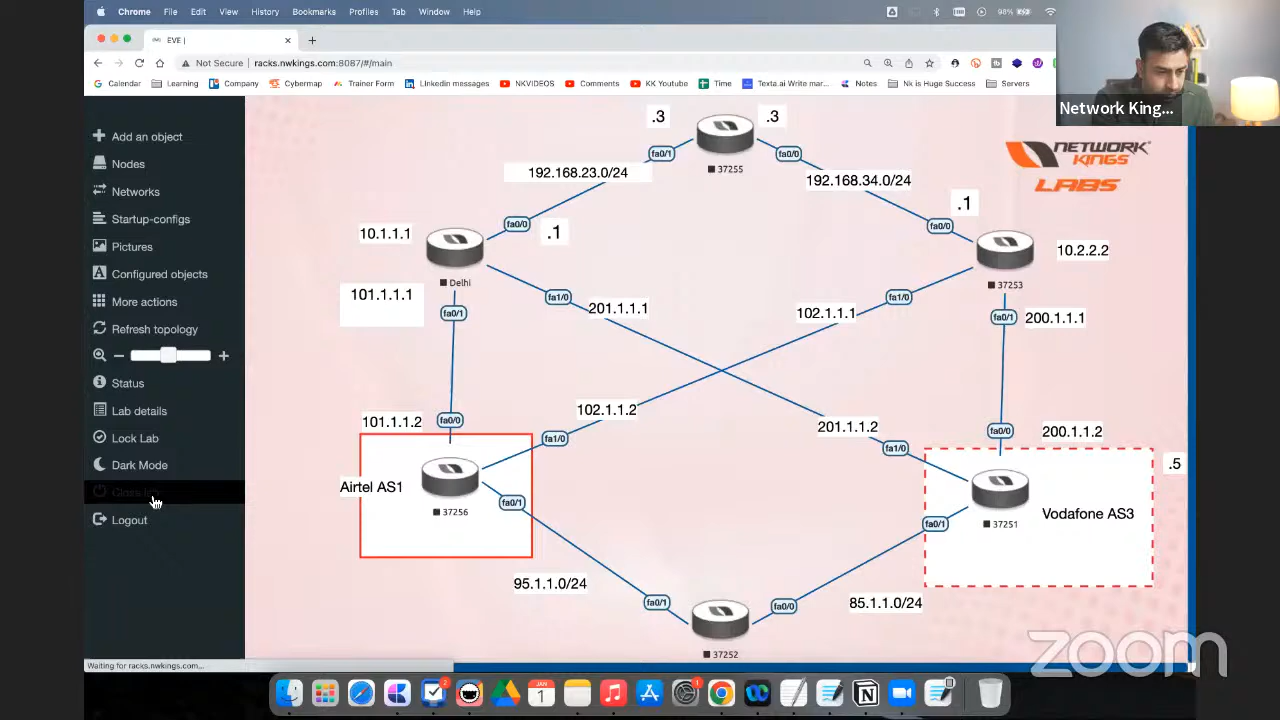 Chrome File Edit View History Bookmarks Profiles Tab Window Help
98%
EVE |
Not Secure | racks.nwkings.com:8087/#/main
Calendar Learning Company Cybermap Trainer Form Linkedin messages NKVIDEOS Comments KK Youtube Time Texta.ai Write mar... Notes Nk is Huge Success Servers
Network King...
Add an object
Nodes
Networks
Startup-configs
Pictures
Configured objects
More actions
Refresh topology
Status
Lab details
Lock Lab
Dark Mode
Logout
.3 .3
fa0/1 37255 fa0/0
192.168.23.0/24 192.168.34.0/24
NETWORK
KINGS
LABS
fa0/0 .1 .1 fa0/0
10.1.1.1 10.2.2.2
Delhi 37253
101.1.1.1
fa0/1 fa1/0 201.1.1.1 102.1.1.1 fa1/0 fa0/1 200.1.1.1
101.1.1.2 fa0/0 102.1.1.2 201.1.1.2 fa0/0 200.1.1.2
fa1/0 fa1/0 .5
Airtel AS1 37256 fa0/1 fa0/1 37251 Vodafone AS3
95.1.1.0/24 85.1.1.0/24
fa0/1 fa0/0
37252
Waiting for racks.nwkings.com...
zoom
2
JAN
1
1